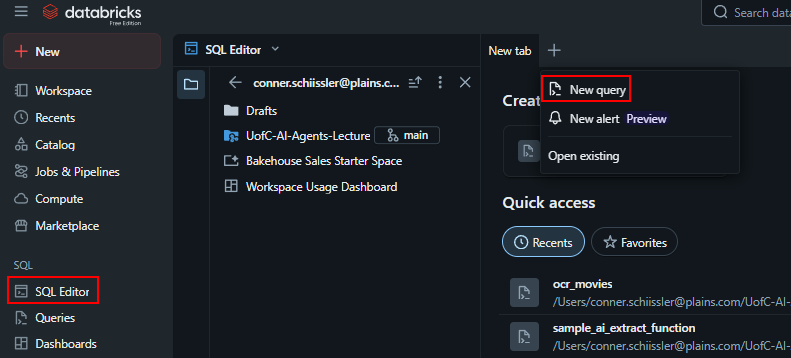 databricks
Free Edition
Search data
New
Workspace
Recents
Catalog
Jobs & Pipelines
Compute
Marketplace
SQL
SQL Editor
Queries
Dashboards
SQL Editor
conner.schiissler@plains.c...
Drafts
UofC-AI-Agents-Lecture main
Bakehouse Sales Starter Space
Workspace Usage Dashboard
New tab
New query
New alert Preview
Open existing
Creat
Quick access
Recents Favorites
ocr_movies
/Users/conner.schiissler@plains.com/UofC-AI-
sample_ai_extract_function
/Users/conner.schiissler@plains.com/UofC-AI-